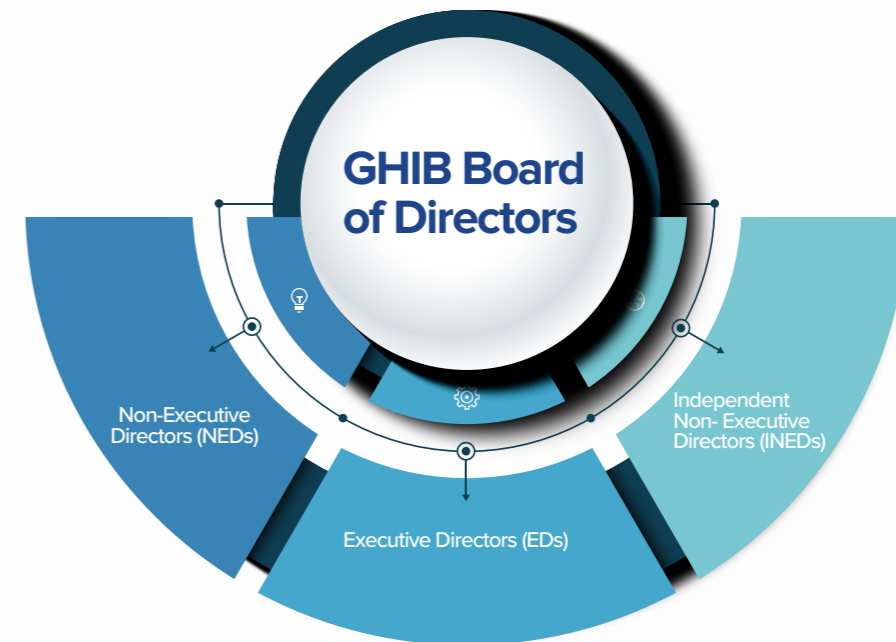 GHIB Board
of Directors
Non-Executive
Directors (NEDs)
Executive Directors (EDs)
Independent
Non- Executive
Directors (INEDs)